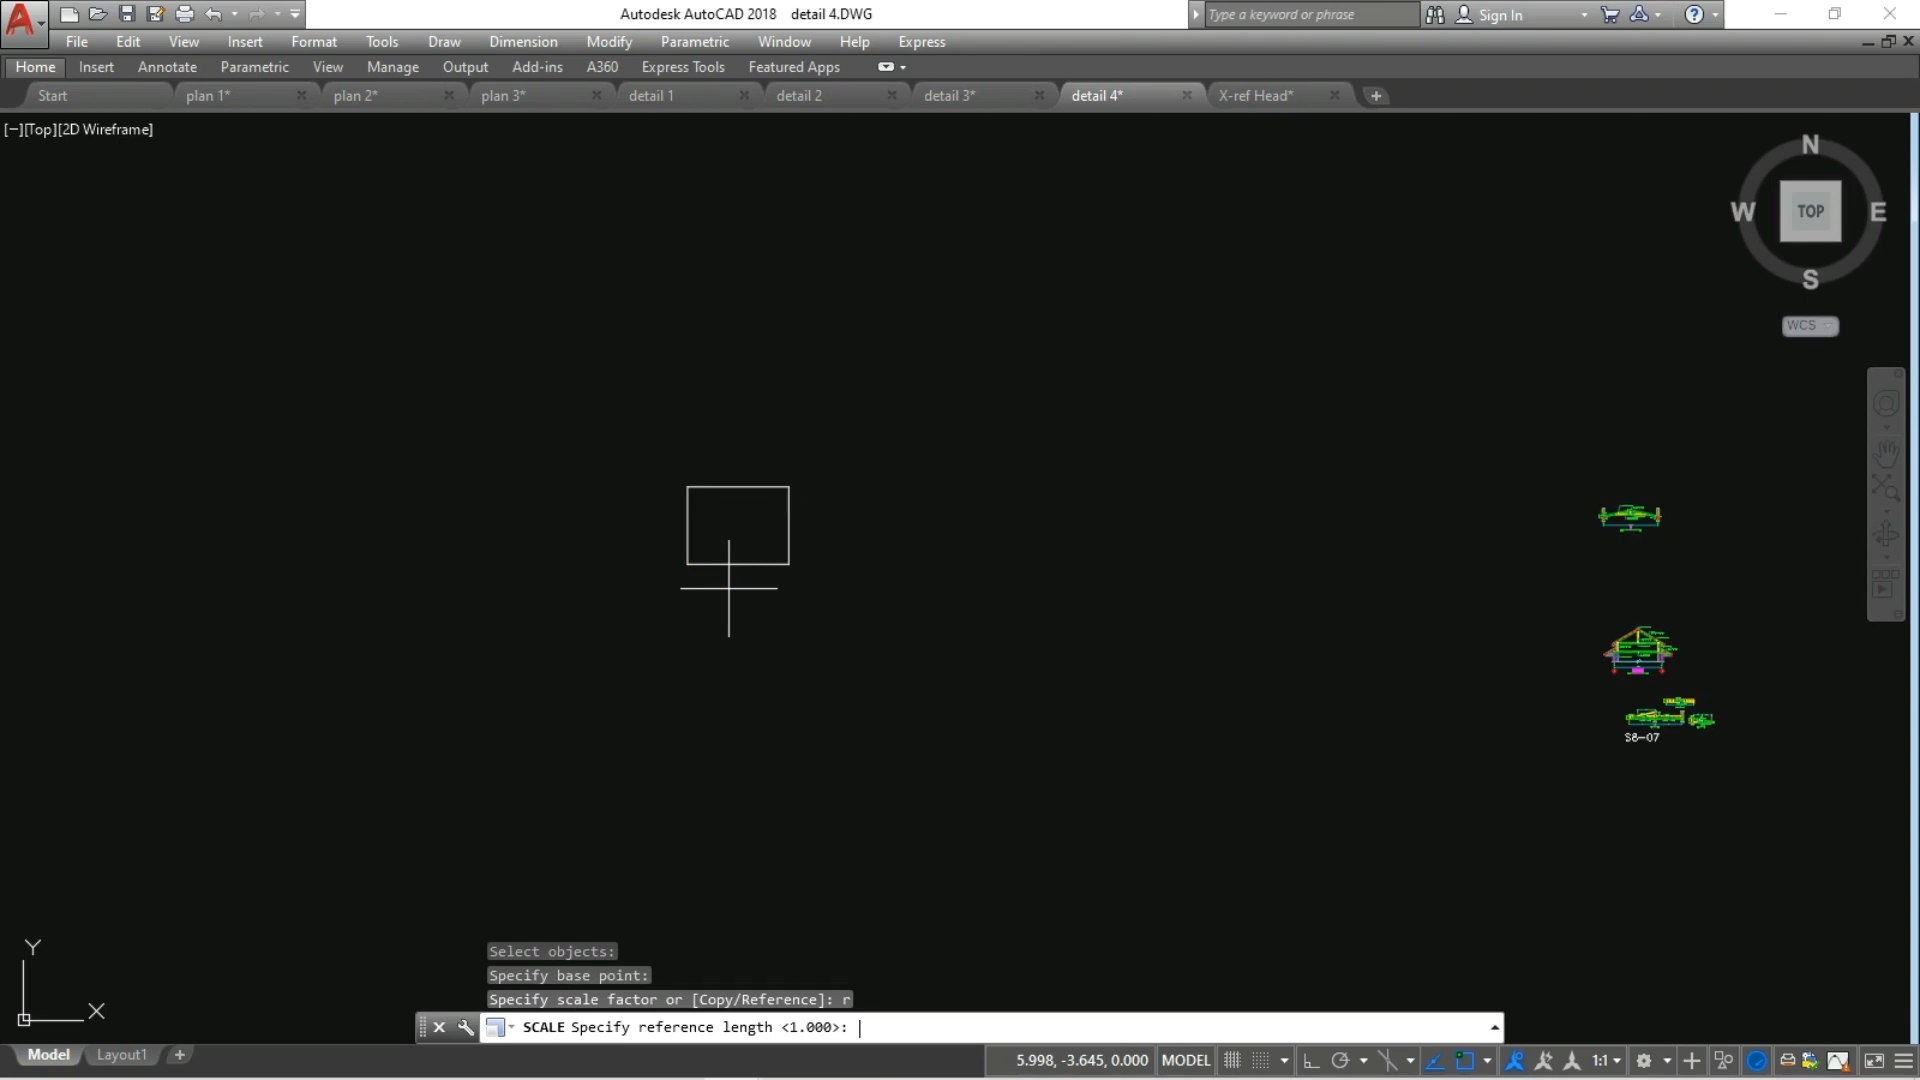 Autodesk AutoCAD 2018 detail 4.DWG
Type a keyword or phrase
Sign In
File Edit View Insert Format Tools Draw Dimension Modify Parametric Window Help Express
Home Insert Annotate Parametric View Manage Output Add-ins A360 Express Tools Featured Apps
Start plan 1* plan 2* plan 3* detail 1 detail 2 detail 3* detail 4* X-ref Head*
[−][Top][2D Wireframe]
N
W TOP E
S
WCS
S8-07
Y
X
Select objects:
Specify base point:
Specify scale factor or [Copy/Reference]: r
SCALE Specify reference length <1.000>:
Model Layout1
5.998, -3.645, 0.000 MODEL 1:1